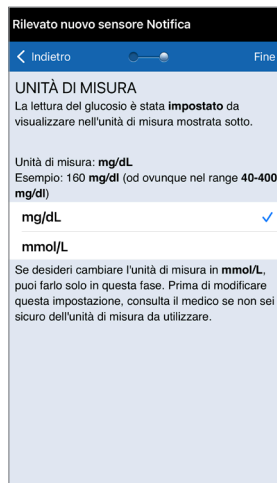 Rilevato nuovo sensore Notifica
Indietro
Fine
UNITÀ DI MISURA
La lettura del glucosio è stata impostato da
visualizzare nell'unità di misura mostrata sotto.
Unità di misura: mg/dL
Esempio: 160 mg/dl (od ovunque nel range 40-400
mg/dl)
mg/dL
mmol/L
Se desideri cambiare l'unità di misura in mmol/L,
puoi farlo solo in questa fase. Prima di modificare
questa impostazione, consulta il medico se non sei
sicuro dell'unità di misura da utilizzare.